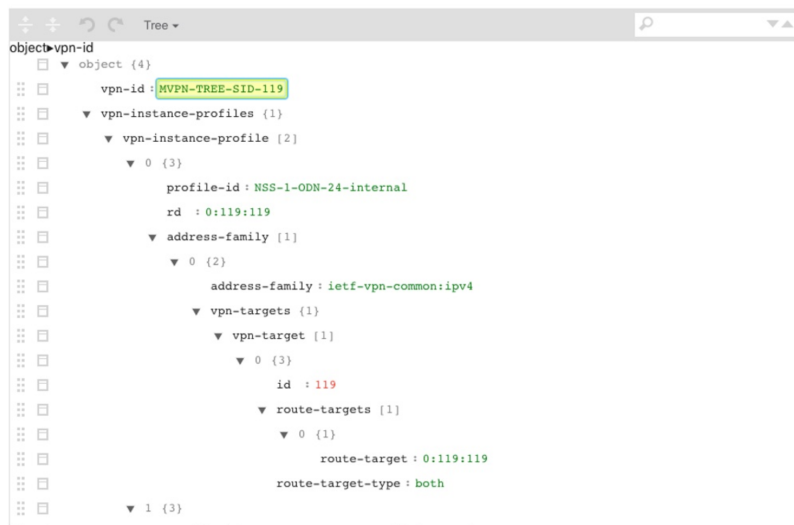 Tree
object▸vpn-id
object {4}
vpn-id : MVPN-TREE-SID-119
vpn-instance-profiles {1}
vpn-instance-profile [2]
0 {3}
profile-id : NSS-1-ODN-24-internal
rd : 0:119:119
address-family [1]
0 {2}
address-family : ietf-vpn-common:ipv4
vpn-targets {1}
vpn-target [1]
0 {3}
id : 119
route-targets [1]
0 {1}
route-target : 0:119:119
route-target-type : both
1 {3}